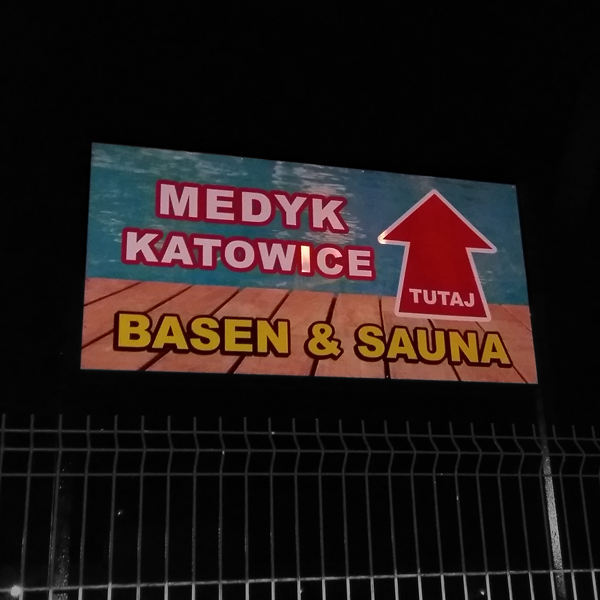 MEDYK
KATOWICE
TUTAJ
BASEN & SAUNA